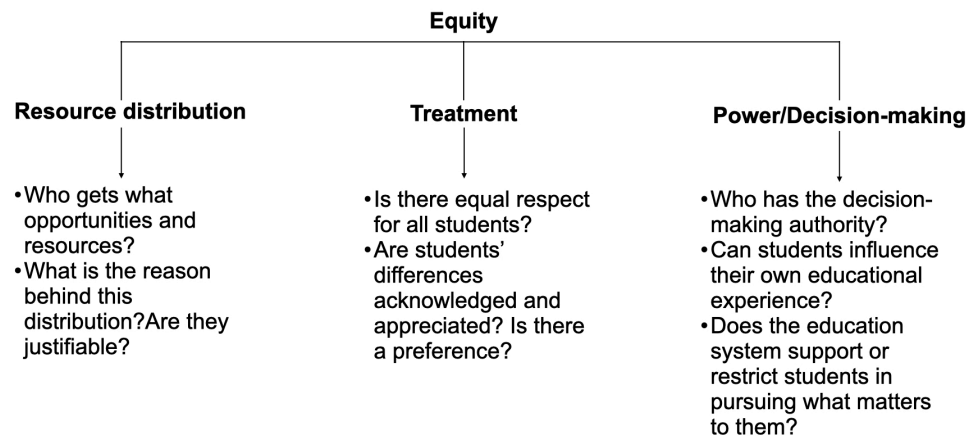 Equity
Resource distribution
•Who gets what
opportunities and
resources?
•What is the reason
behind this
distribution?Are they
justifiable?
Treatment
•Is there equal respect
for all students?
•Are students’
differences
acknowledged and
appreciated? Is there
a preference?
Power/Decision-making
•Who has the decision-
making authority?
•Can students influence
their own educational
experience?
•Does the education
system support or
restrict students in
pursuing what matters
to them?